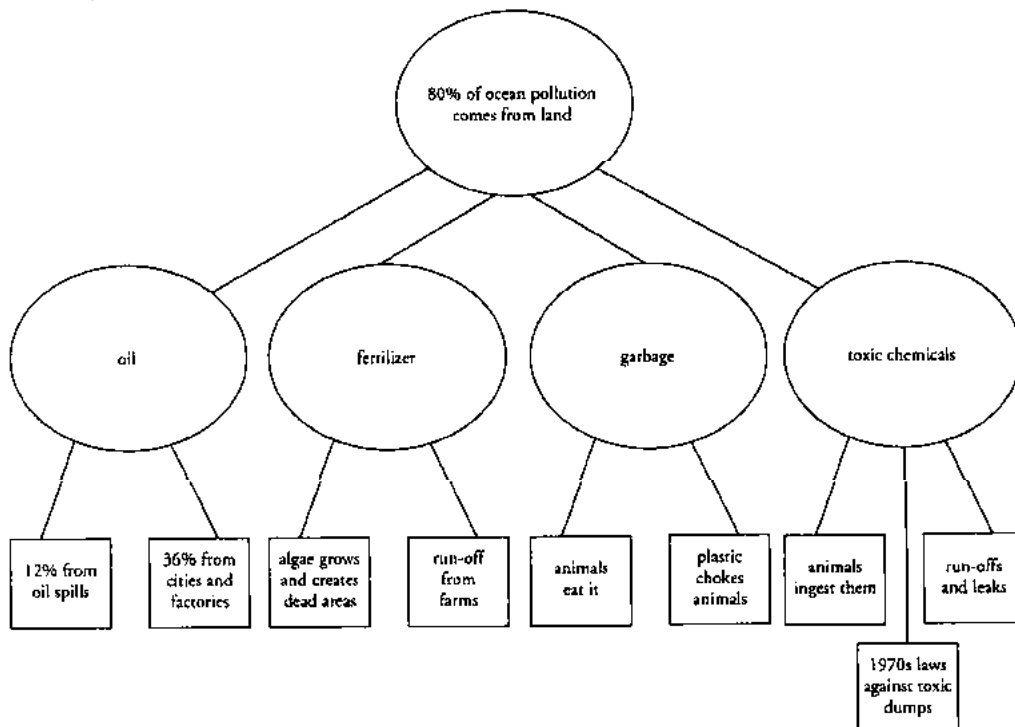 80% of ocean pollution
comes from land
oil
fertilizer
garbage
toxic chemicals
12% from
oil spills
36% from
cities and
factories
algae grows
and creates
dead areas
run-off
from
farms
animals
eat it
plastic
chokes
animals
animals
ingest them
run-offs
and leaks
1970s laws
against toxic
dumps